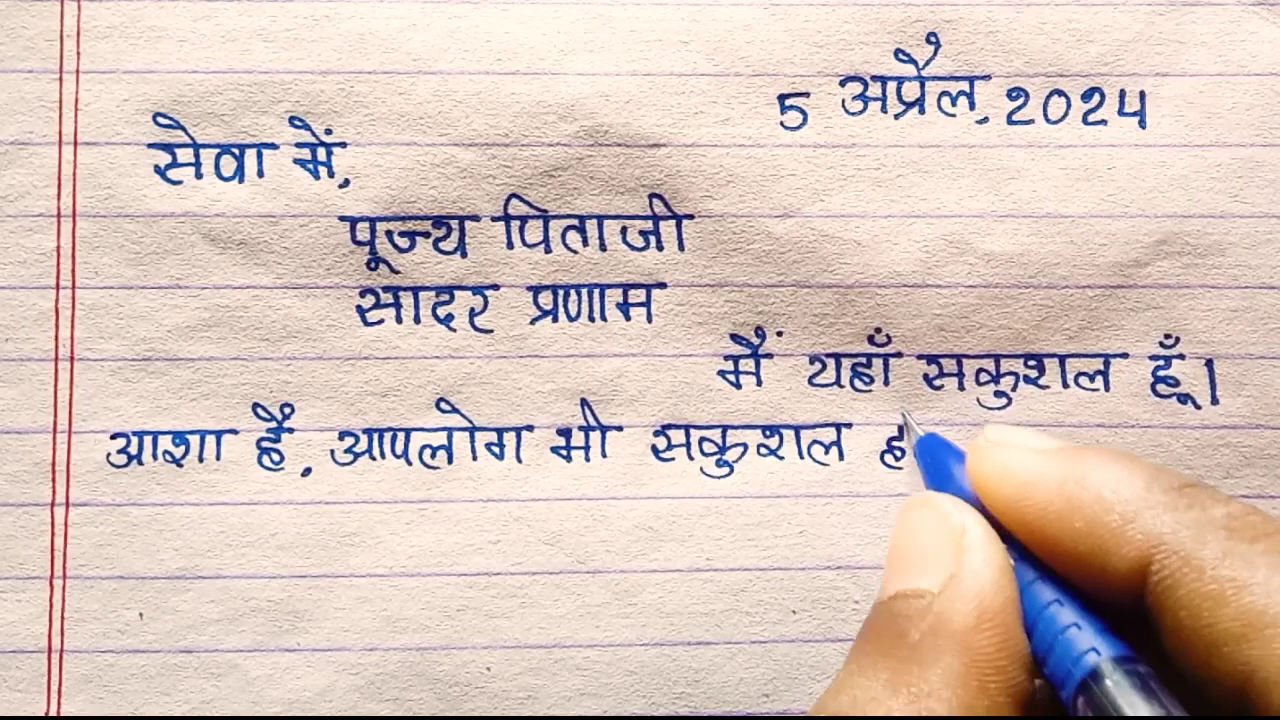 5 अप्रैल, 2024
सेवा में,
पूज्य पिताजी
सादर प्रणाम
मैं यहाँ सकुशल हूँ।
आशा है, आपलोग भी सकुशल ह